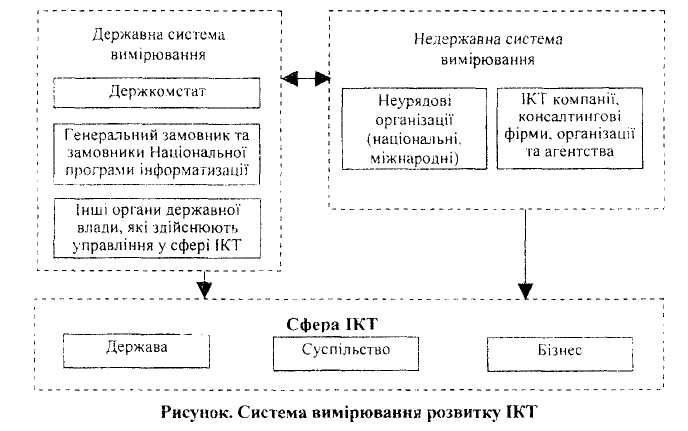 Державна система
вимірювання
Держкомстат
Генеральний замовник та
замовники Національної
програми інформатизації
Інші органи державної
влади, які здійснюють
управління у сфері ІКТ
Недержавна система
вимірювання
Неурядові
організації
(національні,
міжнародні)
ІКТ компанії,
консалтингові
фірми, організації
та агентства
Сфера ІКТ
Держава
Суспільство
Бізнес
Рисунок. Система вимірювання розвитку ІКТ